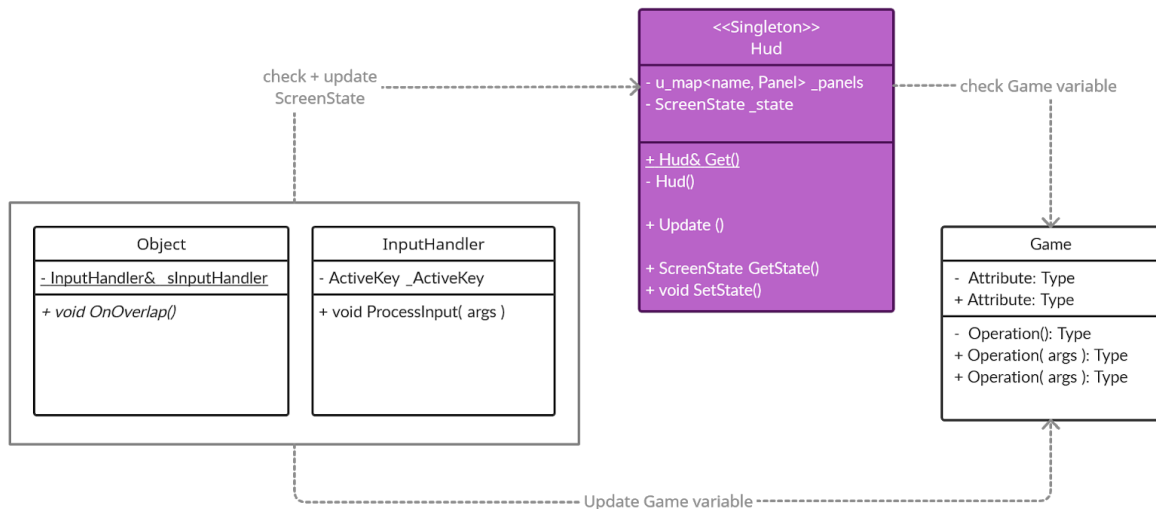 <<Singleton>>
Hud
- u_map<name, Panel> _panels
- ScreenState _state
+ Hud& Get()
- Hud()
+ Update ()
+ ScreenState GetState()
+ void SetState()
check + update
ScreenState
check Game variable
Object
- InputHandler& _sInputHandler
+ void OnOverlap()
InputHandler
- ActiveKey _ActiveKey
+ void ProcessInput( args )
Game
- Attribute: Type
+ Attribute: Type
- Operation(): Type
+ Operation( args ): Type
+ Operation( args ): Type
Update Game variable